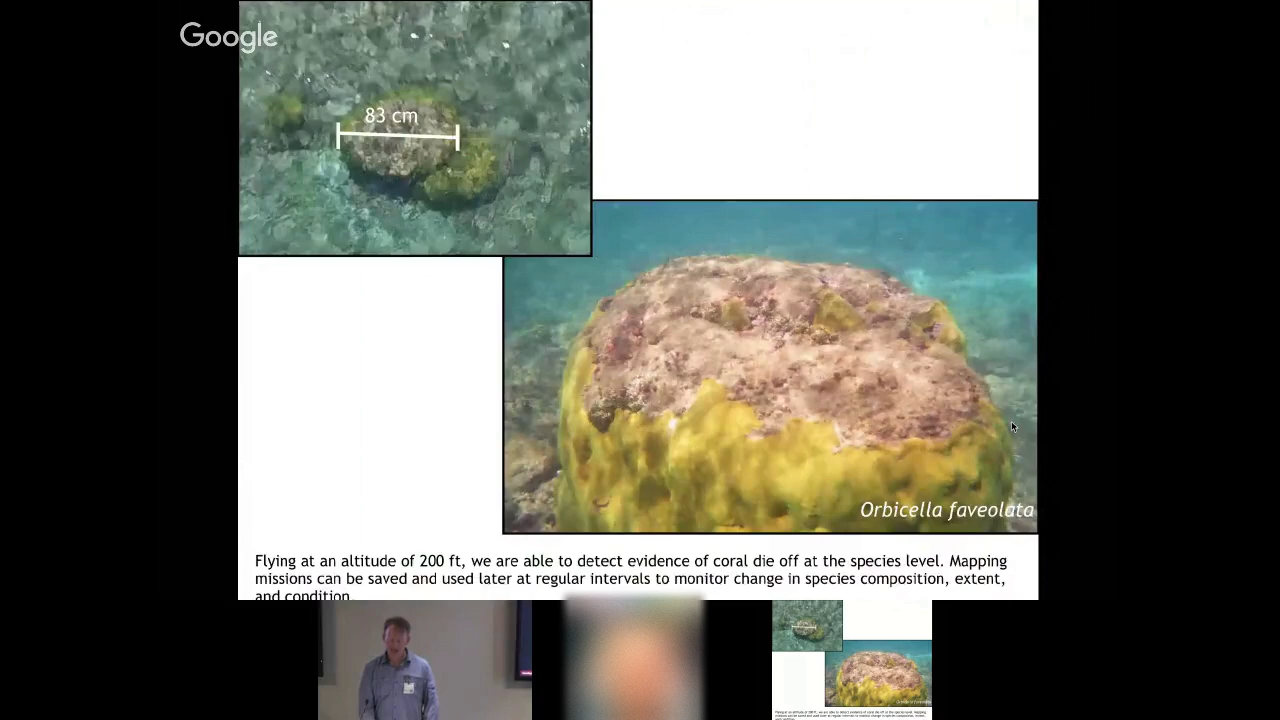 Google
83 cm
Orbicella faveolata
Flying at an altitude of 200 ft, we are able to detect evidence of coral die off at the species level. Mapping
missions can be saved and used later at regular intervals to monitor change in species composition, extent,
and condition.